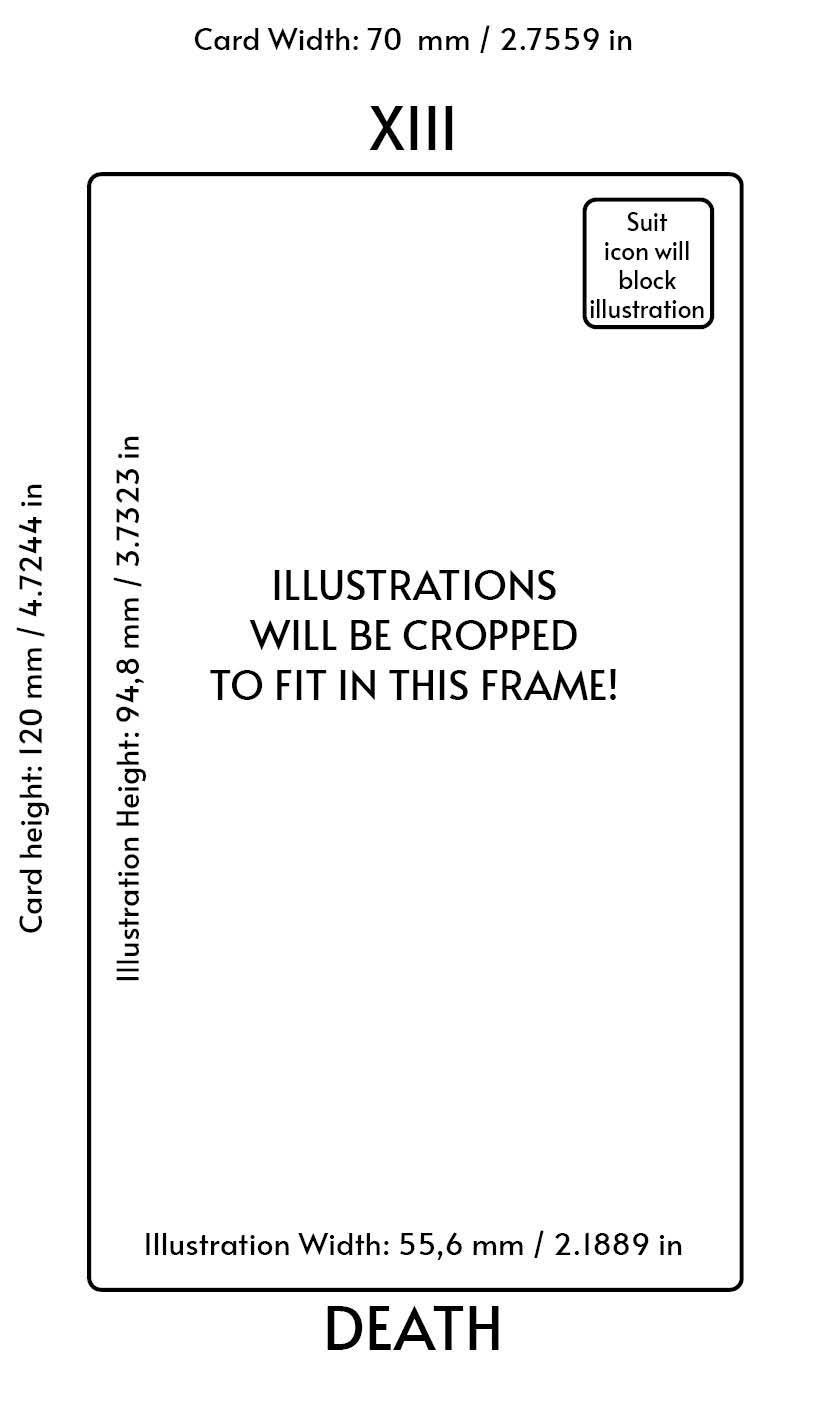 Card Width: 70 mm / 2.7559 in
XIII
Suit
icon will
block
illustration
Card height: 120 mm / 4.7244 in
Illustration Height: 94,8 mm / 3.7323 in
ILLUSTRATIONS
WILL BE CROPPED
TO FIT IN THIS FRAME!
Illustration Width: 55,6 mm / 2.1889 in
DEATH